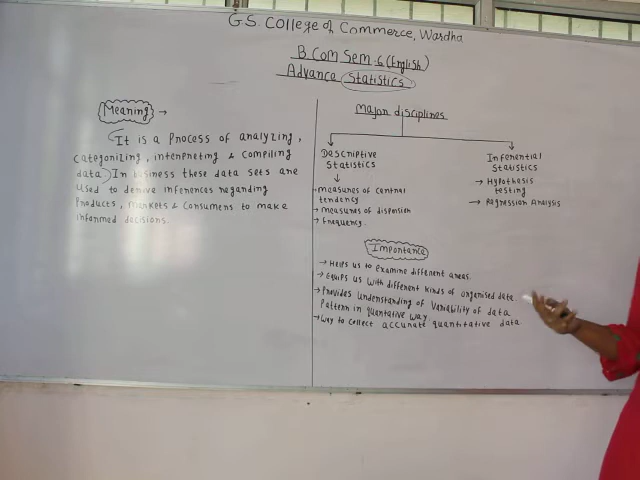 G.S. College of Commerce, Wardha
B.Com Sem-6 (English)
Advance Statistics
Meaning →
It is a Process of analyzing,
categorizing, interpreting & compiling
data. In business these data sets are
used to derive inferences regarding
Products, markets & consumers to make
informed decisions.
Major disciplines
Descriptive
Statistics
- Measures of central
tendency
→ Measures of dispersion
→ Frequency.
Inferential
Statistics
→ Hypothesis
testing
→ Regression Analysis
Importance
→ Helps us to examine different areas.
→ Equips us with different kinds of organised data.
→ Provides understanding of variability of data
Pattern in quantative way.
→ Way to collect accurate quantitative data.